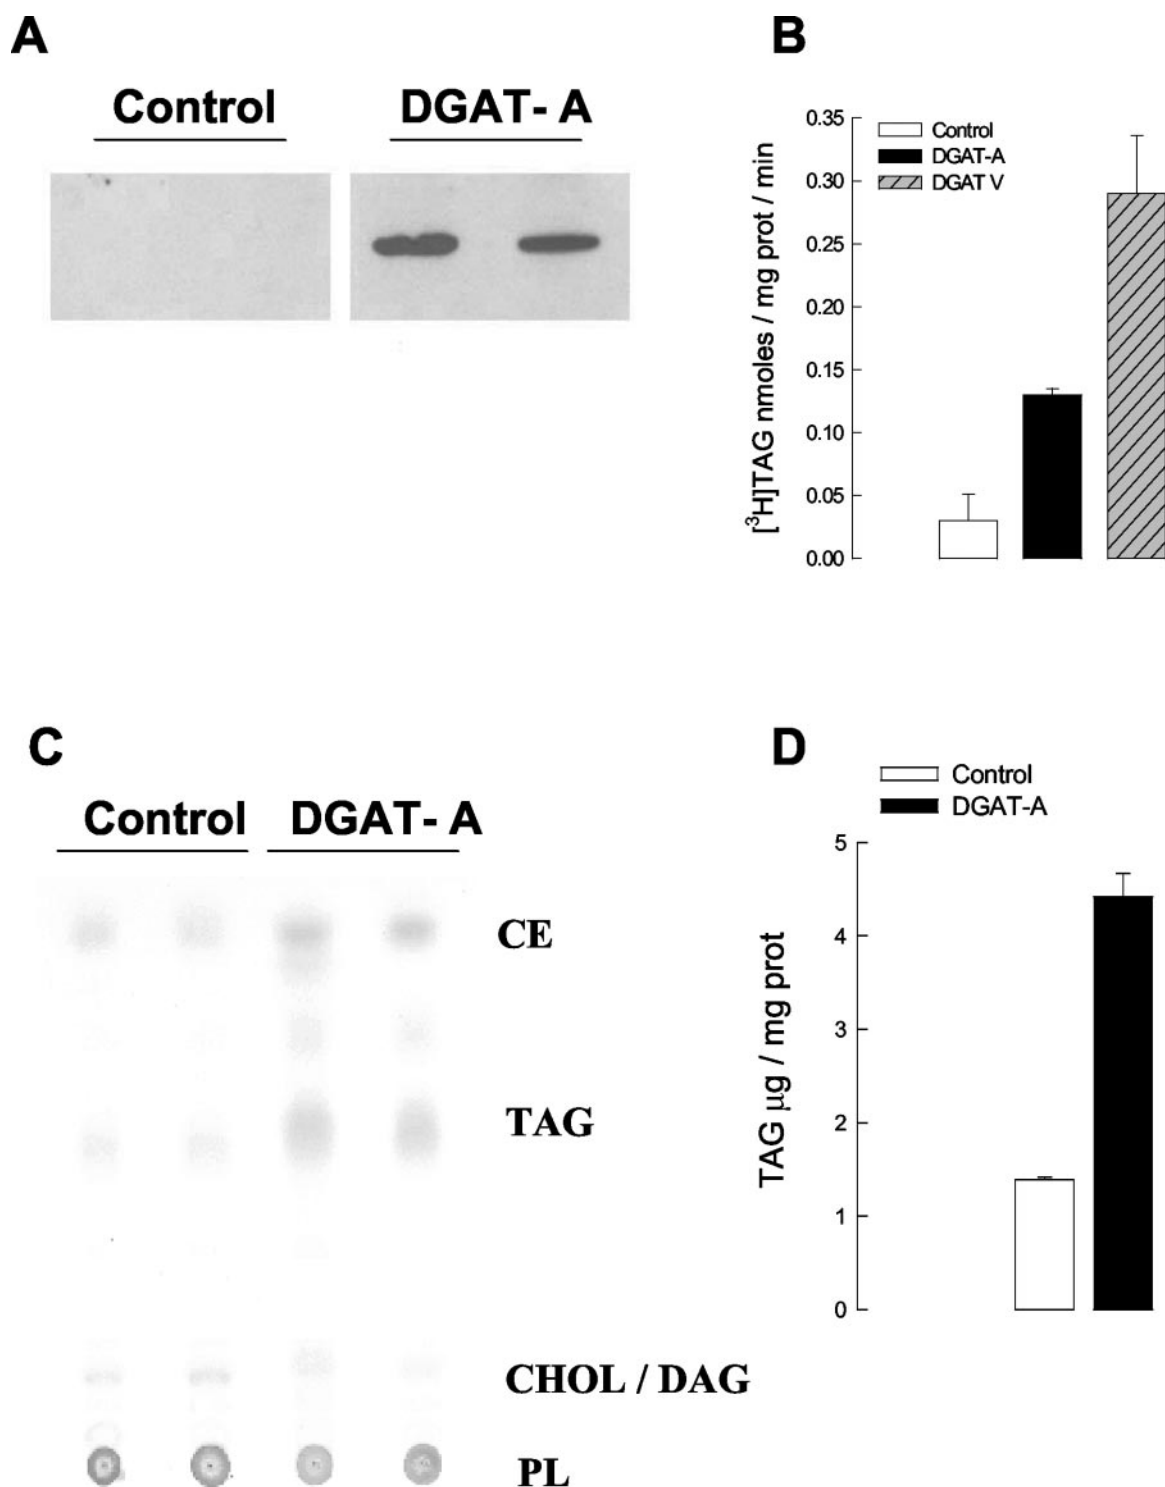 A
Control
DGAT- A
B
Control
DGAT-A
DGAT V
[³H]TAG nmoles / mg prot / min
0.35
0.30
0.25
0.20
0.15
0.10
0.05
0.00
C
Control
DGAT- A
CE
TAG
CHOL / DAG
PL
D
Control
DGAT-A
TAG µg / mg prot
5
4
3
2
1
0